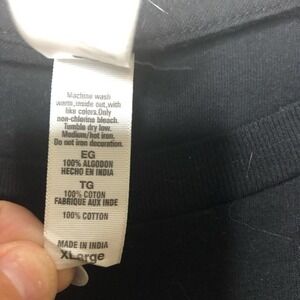 Machine wash
warm, inside out, with
like colors. Only
non-chlorine bleach.
Tumble dry low.
Medium/hot iron.
Do not iron decoration.
EG
100% ALGODON
HECHO EN INDIA
TG
100% COTON
FABRIQUE AUX INDE
100% COTTON
MADE IN INDIA
XLarge